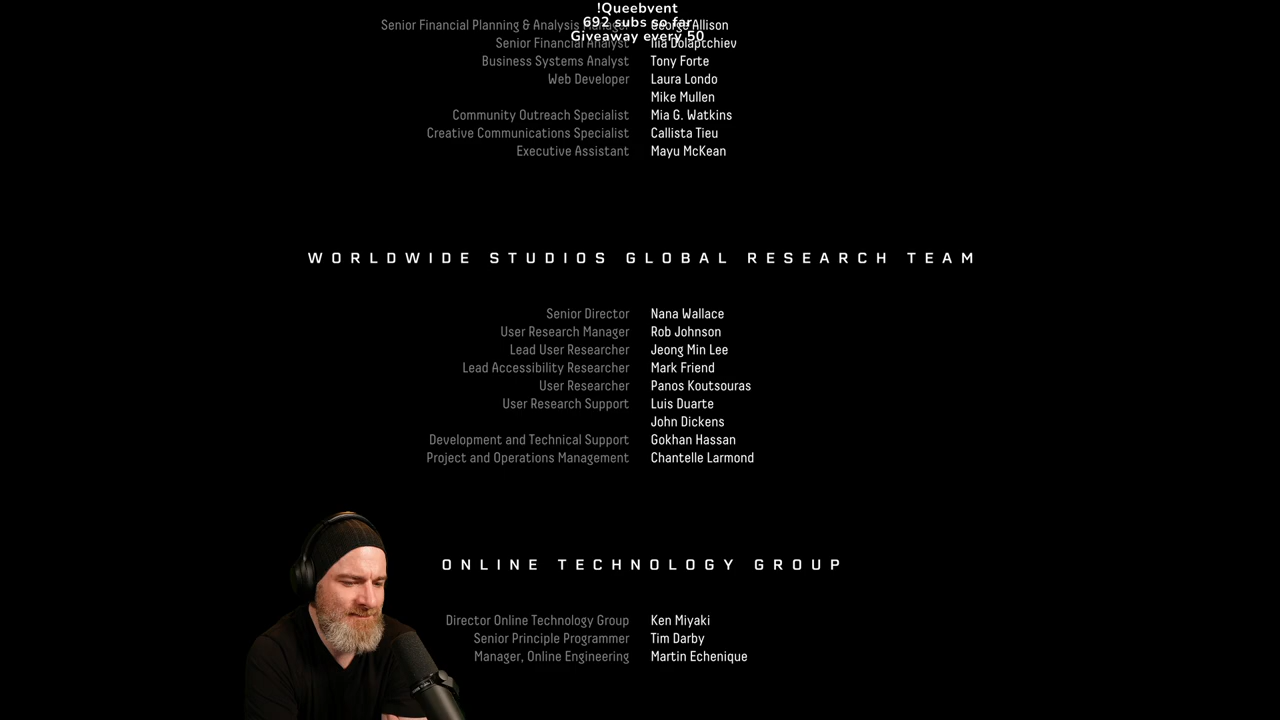 !Queebvent
692 subs so far
Giveaway every 50
Senior Financial Planning & Analysis Manager George Allison
Senior Financial Analyst Ilia Dolaptchiev
Business Systems Analyst Tony Forte
Web Developer Laura Londo
Mike Mullen
Community Outreach Specialist Mia G. Watkins
Creative Communications Specialist Callista Tieu
Executive Assistant Mayu McKean
WORLDWIDE STUDIOS GLOBAL RESEARCH TEAM
Senior Director Nana Wallace
User Research Manager Rob Johnson
Lead User Researcher Jeong Min Lee
Lead Accessibility Researcher Mark Friend
User Researcher Panos Koutsouras
User Research Support Luis Duarte
John Dickens
Development and Technical Support Gokhan Hassan
Project and Operations Management Chantelle Larmond
ONLINE TECHNOLOGY GROUP
Director Online Technology Group Ken Miyaki
Senior Principle Programmer Tim Darby
Manager, Online Engineering Martin Echenique